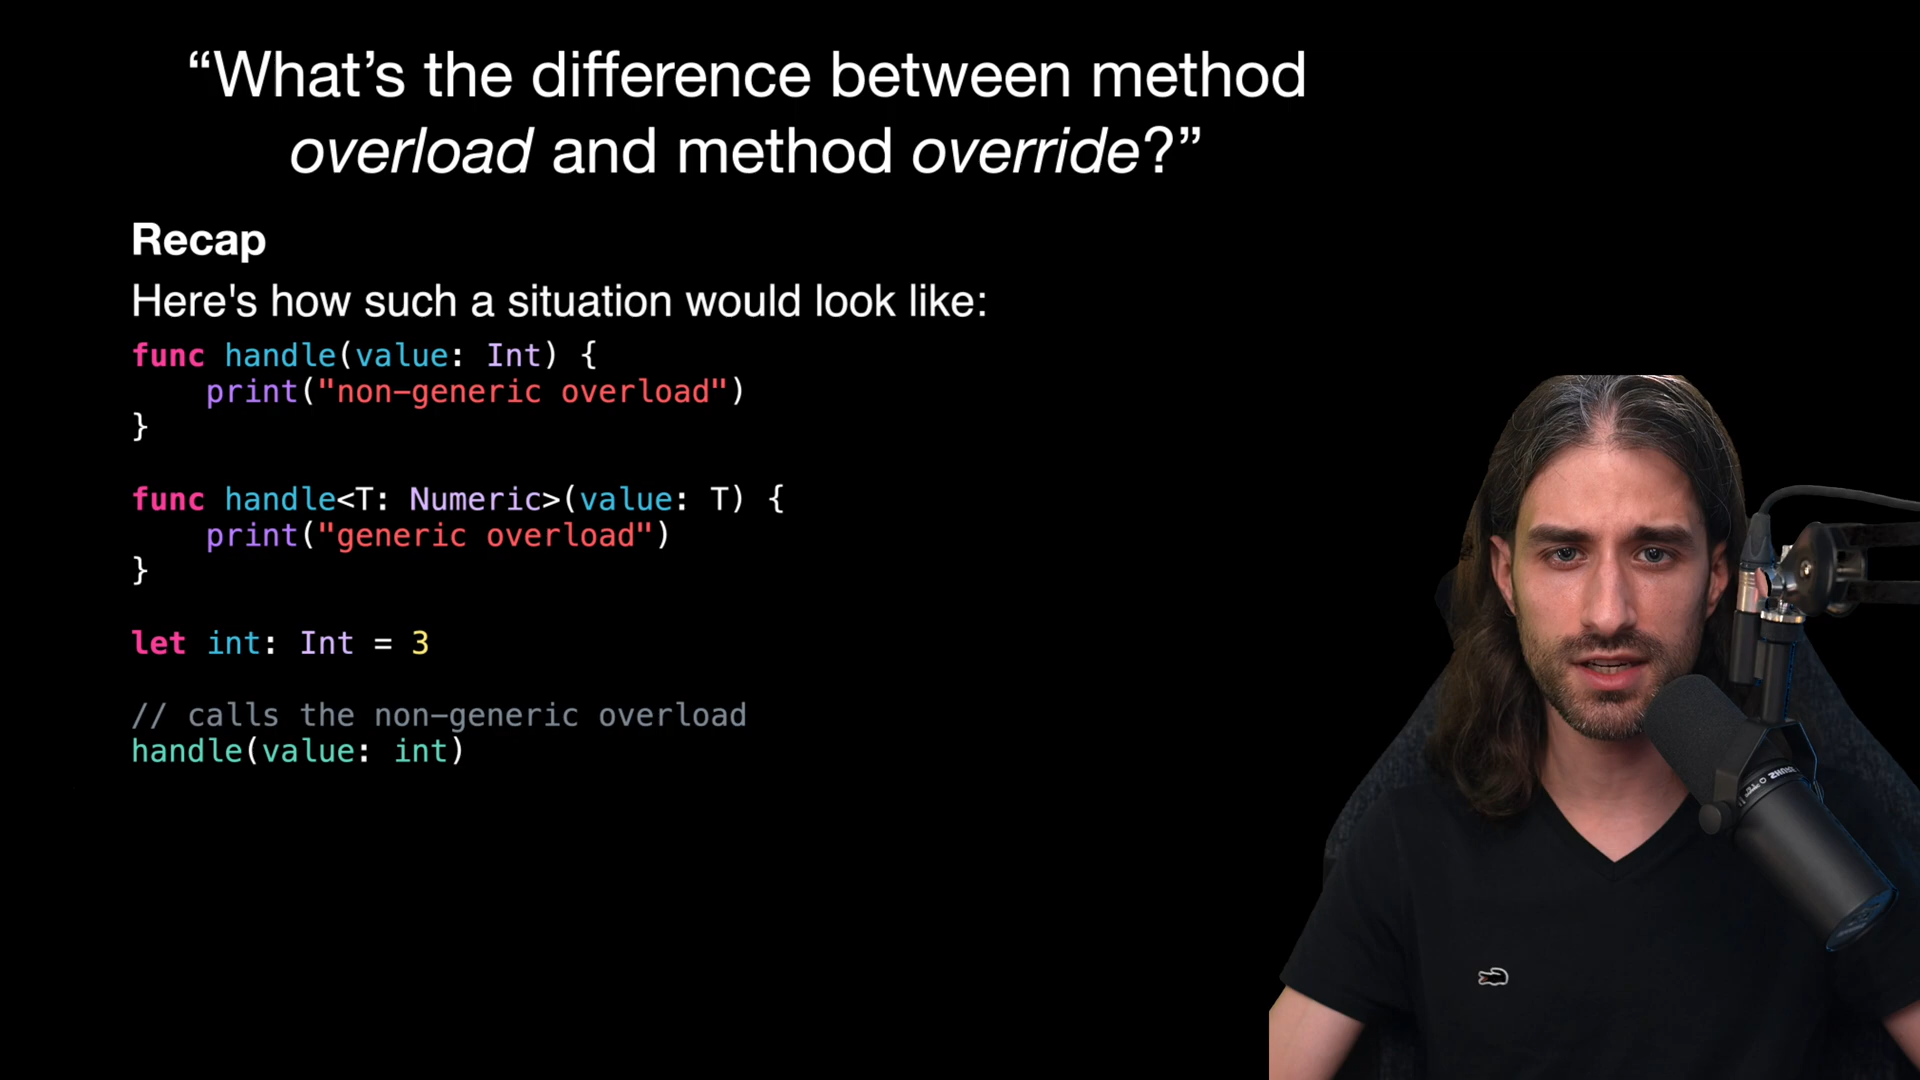 “What’s the difference between method
overload and method override?”
Recap
Here's how such a situation would look like:
func handle(value: Int) {
    print("non-generic overload")
}
func handle<T: Numeric>(value: T) {
    print("generic overload")
}
let int: Int = 3
// calls the non-generic overload
handle(value: int)